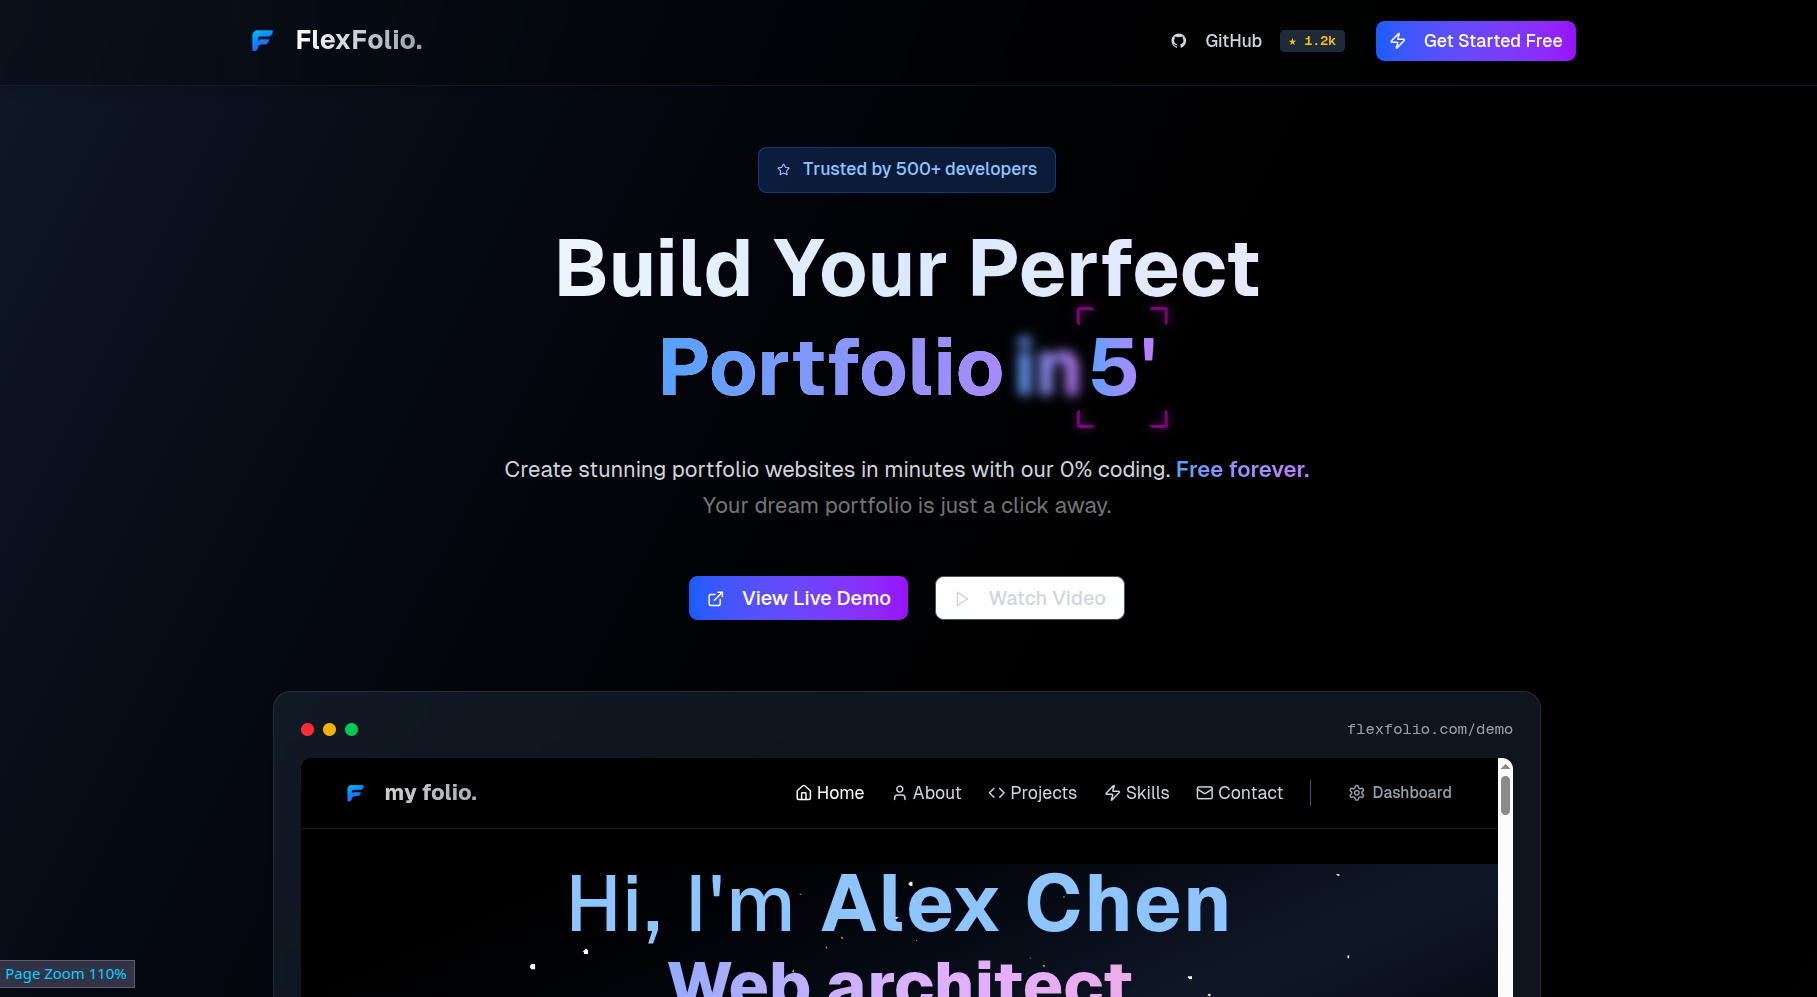 FlexFolio.
GitHub ★ 1.2k Get Started Free
Trusted by 500+ developers
Build Your Perfect
Portfolio in 5'
Create stunning portfolio websites in minutes with our 0% coding. Free forever.
Your dream portfolio is just a click away.
View Live Demo
Watch Video
flexfolio.com/demo
my folio.
Home About Projects Skills Contact Dashboard
Hi, I'm Alex Chen
Web architect
Page Zoom 110%